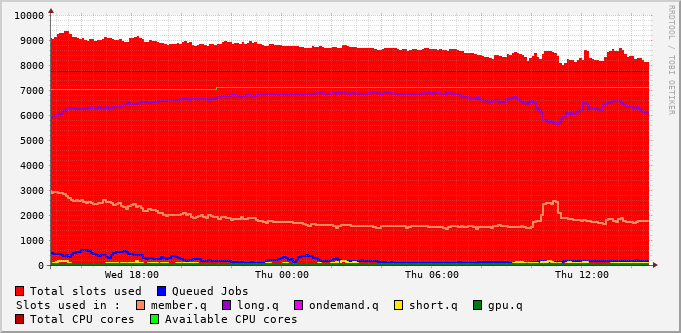 10000
9000
8000
7000
6000
5000
4000
3000
2000
1000
0
Wed 18:00 Thu 00:00 Thu 06:00 Thu 12:00
Total slots used Queued Jobs
Slots used in : member.q long.q ondemand.q short.q gpu.q
Total CPU cores Available CPU cores
RRDTOOL / TOBI OETIKER